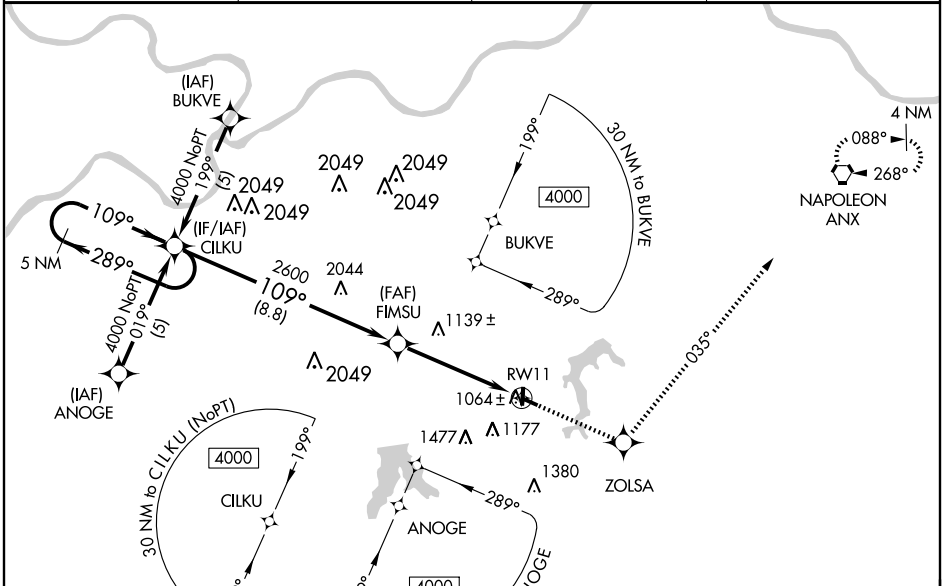 (IAF)
BUKVE
4000 NoPT
199°
(5)
109°
289°
5 NM
(IF/IAF)
CILKU
4000 NoPT
019°
(5)
(IAF)
ANOGE
2049
2049
2049
2049
2049
2600
109°
(8.8)
2044
(FAF)
FIMSU
1139 ±
2049
RW11
1064 ±
1477
1177
1380
ZOLSA
035°
199°
30 NM to BUKVE
4000
BUKVE
289°
4 NM
088°
268°
NAPOLEON
ANX
30 NM to CILKU (NoPT)
4000
199°
CILKU
289°
ANOGE
4000